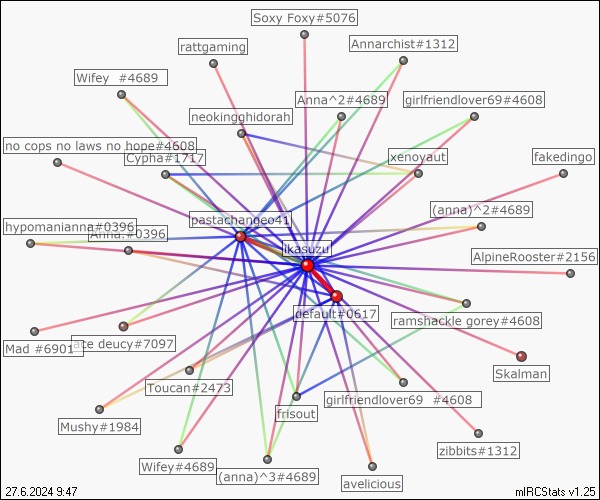 Soxy Foxy#5076
Annarchist#1312
rattgaming
Wifey  #4689
Anna^2#4689
girlfriendlover69#4608
neokingghidorah
no cops no laws no hope#4608
Cypha#1717
xenoyaut
fakedingo
(anna)^2#4689
pastachangeo41
hypomanianna#0396
Anna.#0396
ikasuzu
AlpineRooster#2156
default#0617
ramshackle gorey#4608
Mad #6901
deucy#7097
Skalman
Toucan#2473
girlfriendlover69  #4608
frisout
Mushy#1984
zibbits#1312
Wifey#4689
(anna)^3#4689
avelicious
27.6.2024 9:47
mIRCStats v1.25